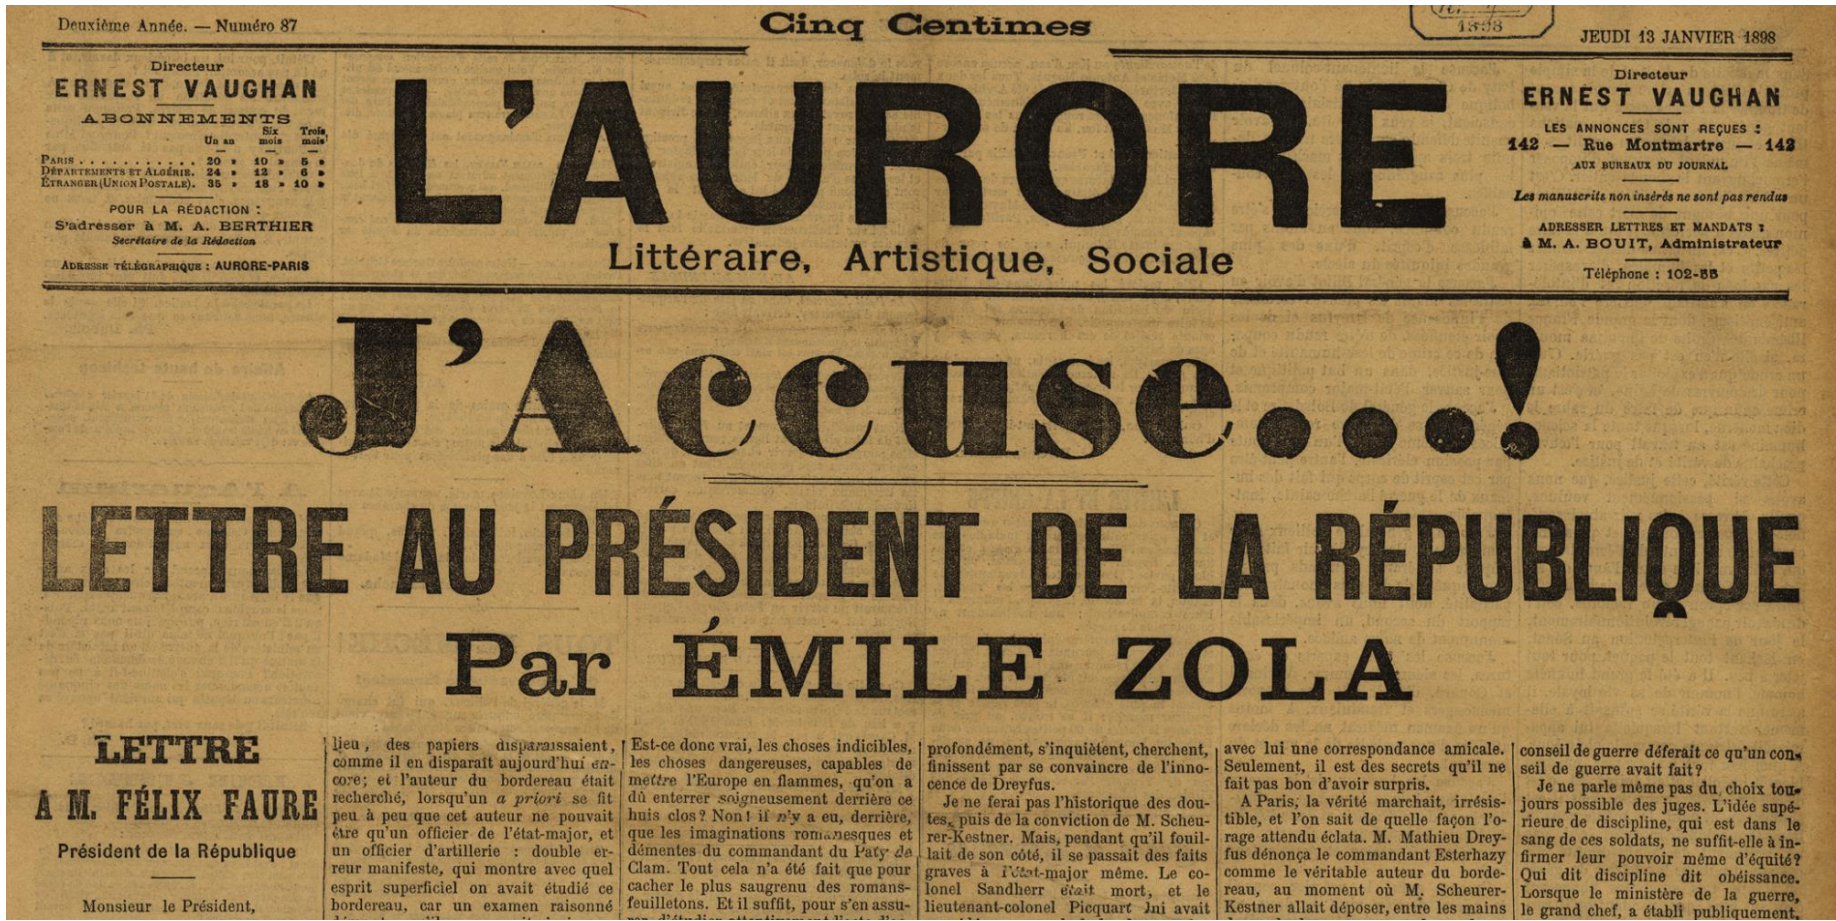 Deuxième Année. — Numéro 87
Cinq Centimes
1898
JEUDI 13 JANVIER 1898
Directeur
ERNEST VAUGHAN
ABONNEMENTS
Un an Six mois Trois mois
PARIS . . . . . . . . . . . 20 » 10 » 5 »
DÉPARTEMENTS ET ALGÉRIE. 24 » 12 » 6 »
ÉTRANGER (UNION POSTALE). 35 » 18 » 10 »
POUR LA RÉDACTION :
S'adresser à M. A. BERTHIER
Secrétaire de la Rédaction
ADRESSE TÉLÉGRAPHIQUE : AURORE-PARIS
L'AURORE
Littéraire, Artistique, Sociale
Directeur
ERNEST VAUGHAN
LES ANNONCES SONT REÇUES :
142 — Rue Montmartre — 142
AUX BUREAUX DU JOURNAL
Les manuscrits non insérés ne sont pas rendus
ADRESSER LETTRES ET MANDATS :
à M. A. BOUIT, Administrateur
Téléphone : 102-55
J'Accuse...!
LETTRE AU PRÉSIDENT DE LA RÉPUBLIQUE
Par ÉMILE ZOLA
LETTRE
A M. FÉLIX FAURE
Président de la République
Monsieur le Président,
lieu, des papiers disparaissaient,
comme il en disparaît aujourd'hui en-
core; et l'auteur du bordereau était
recherché, lorsqu'un a priori se fit
peu à peu que cet auteur ne pouvait
être qu'un officier de l'état-major, et
un officier d'artillerie : double er-
reur manifeste, qui montre avec quel
esprit superficiel on avait étudié ce
bordereau, car un examen raisonné
Est-ce donc vrai, les choses indicibles,
les choses dangereuses, capables de
mettre l'Europe en flammes, qu'on a
dû enterrer soigneusement derrière ce
huis clos? Non! il n'y a eu, derrière,
que les imaginations romanesques et
démentes du commandant du Paty de
Clam. Tout cela n'a été fait que pour
cacher le plus saugrenu des romans-
feuilletons. Et il suffit, pour s'en assu-
profondément, s'inquiètent, cherchent,
finissent par se convaincre de l'inno-
cence de Dreyfus.
Je ne ferai pas l'historique des dou-
tes, puis de la conviction de M. Scheu-
rer-Kestner. Mais, pendant qu'il fouil-
lait de son côté, il se passait des faits
graves à l'état-major même. Le co-
lonel Sandherr était mort, et le
lieutenant-colonel Picquart lui avait
avec lui une correspondance amicale.
Seulement, il est des secrets qu'il ne
fait pas bon d'avoir surpris.
A Paris, la vérité marchait, irrésis-
tible, et l'on sait de quelle façon l'o-
rage attendu éclata. M. Mathieu Drey-
fus dénonça le commandant Esterhazy
comme le véritable auteur du borde-
reau, au moment où M. Scheurer-
Kestner allait déposer, entre les mains
conseil de guerre déferait ce qu'un con-
seil de guerre avait fait?
Je ne parle même pas du choix tou-
jours possible des juges. L'idée supé-
rieure de discipline, qui est dans le
sang de ces soldats, ne suffit-elle à in-
firmer leur pouvoir même d'équité?
Qui dit discipline dit obéissance.
Lorsque le ministère de la guerre,
le grand chef, a établi publiquement,